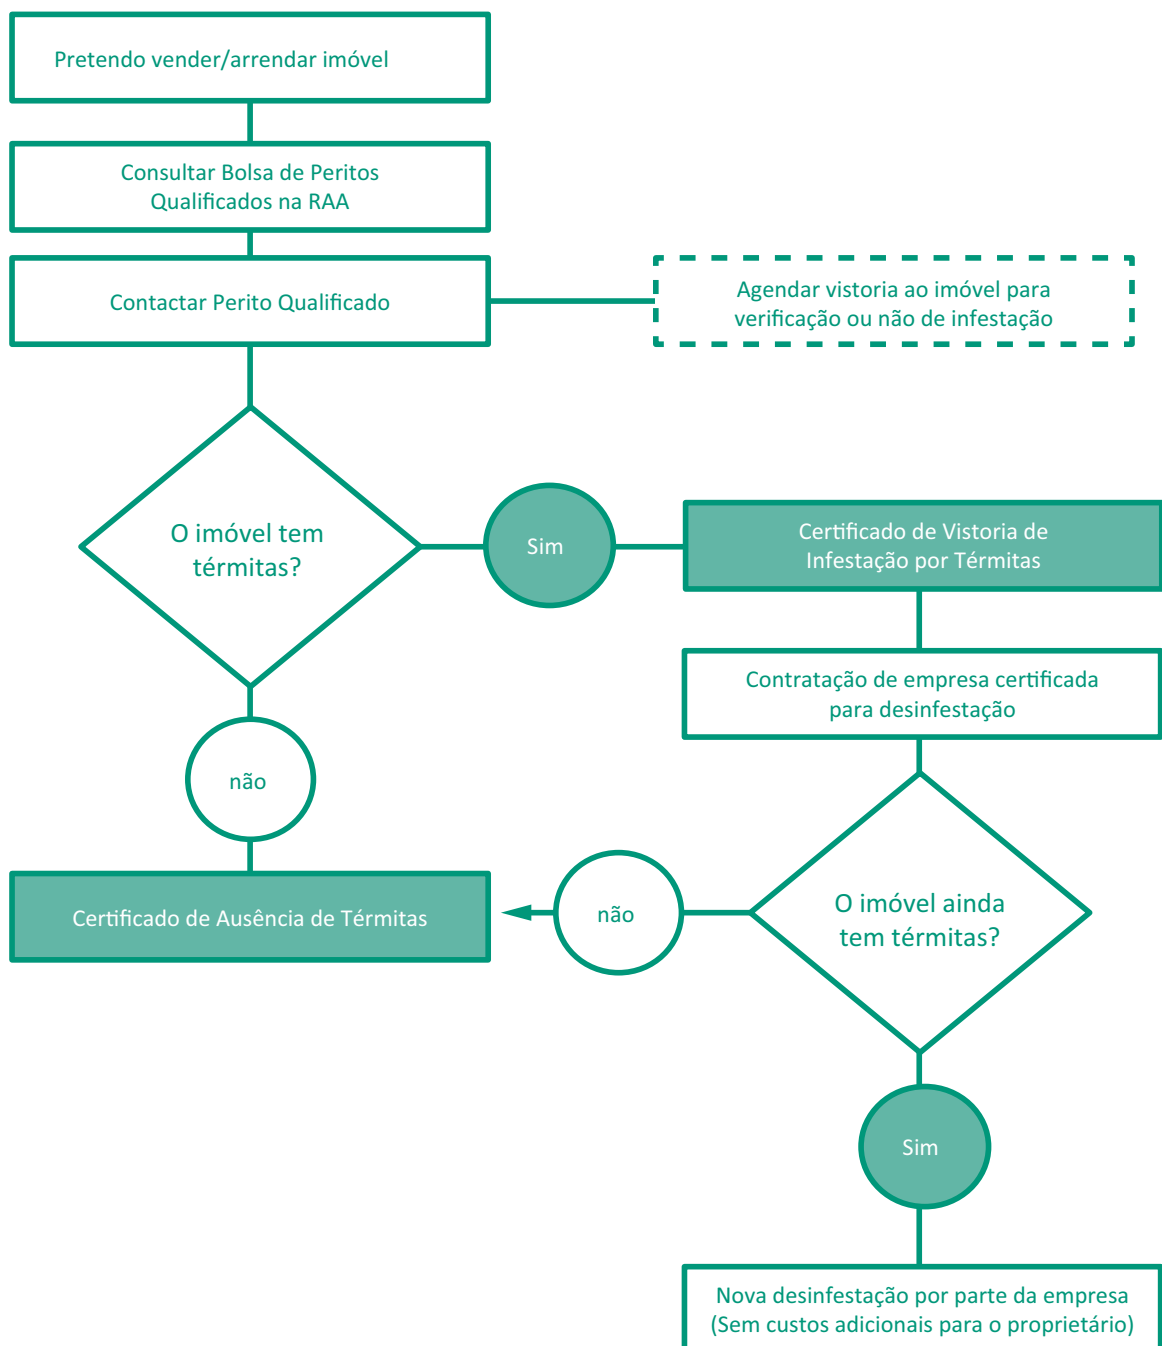 Pretendo vender/arrendar imóvel
Consultar Bolsa de Peritos
Qualificados na RAA
Contactar Perito Qualificado
Agendar vistoria ao imóvel para
verificação ou não de infestação
O imóvel tem
térmitas?
Sim
Certificado de Vistoria de
Infestação por Térmitas
Contratação de empresa certificada
para desinfestação
não
Certificado de Ausência de Térmitas
não
O imóvel ainda
tem térmitas?
Sim
Nova desinfestação por parte da empresa
(Sem custos adicionais para o proprietário)